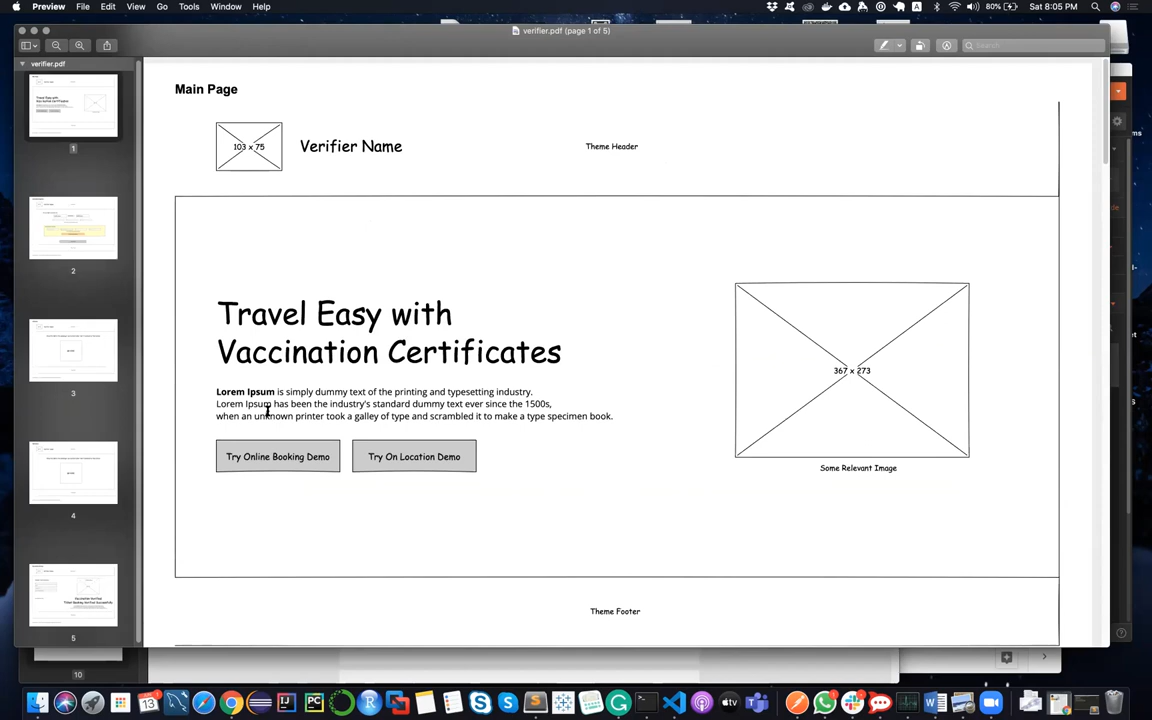 Preview File Edit View Go Tools Window Help
80% Sat 8:05 PM
verifier.pdf (page 1 of 5)
Search
verifier.pdf
1
2
3
4
5
10
Main Page
103 x 75
Verifier Name
Theme Header
Travel Easy with
Vaccination Certificates
Lorem Ipsum is simply dummy text of the printing and typesetting industry.
Lorem Ipsum has been the industry's standard dummy text ever since the 1500s,
when an unknown printer took a galley of type and scrambled it to make a type specimen book.
Try Online Booking Demo
Try On Location Demo
367 x 273
Some Relevant Image
Theme Footer